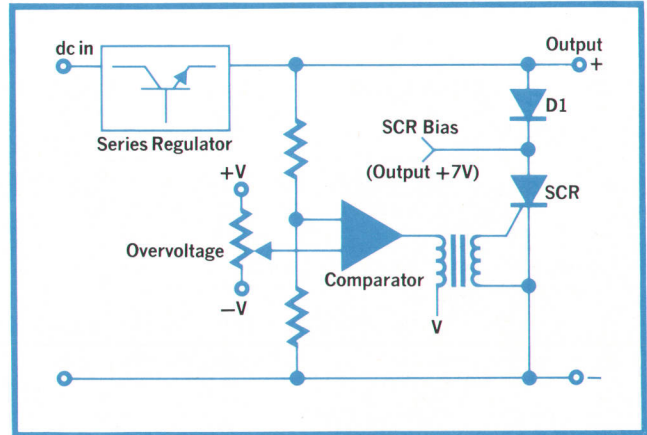 dc in
Output
+
D1
Series Regulator
SCR Bias
(Output +7V)
+V
SCR
Overvoltage
Comparator
−V
V
−